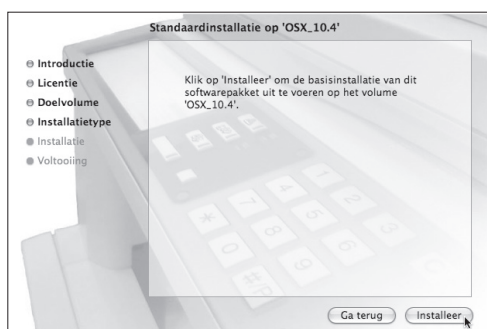 Standaardinstallatie op 'OSX_10.4'
Introductie
Licentie
Doelvolume
Installatietype
Installatie
Voltooiing
Klik op 'Installeer' om de basisinstallatie van dit
softwarepakket uit te voeren op het volume
'OSX_10.4'.
Ga terug
Installeer